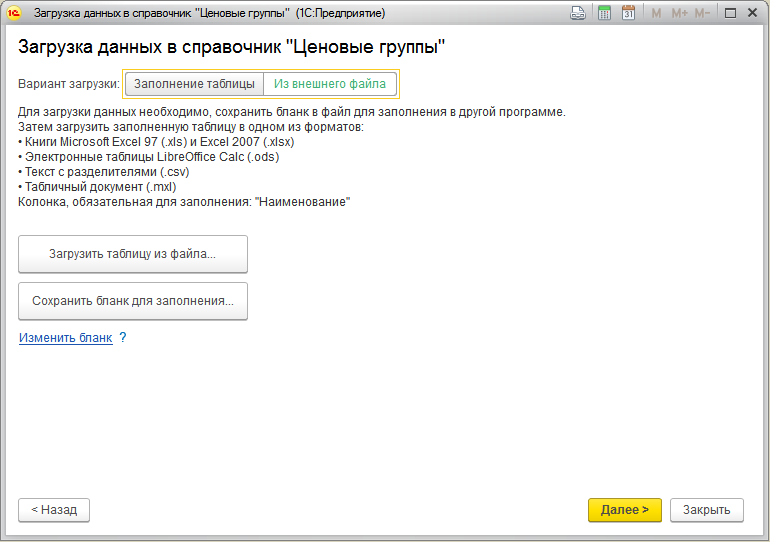 1С Загрузка данных в справочник "Ценовые группы" (1С:Предприятие) 31 M M+ M-
Загрузка данных в справочник "Ценовые группы"
Вариант загрузки: Заполнение таблицы Из внешнего файла
Для загрузки данных необходимо, сохранить бланк в файл для заполнения в другой программе.
Затем загрузить заполненную таблицу в одном из форматов:
• Книги Microsoft Excel 97 (.xls) и Excel 2007 (.xlsx)
• Электронные таблицы LibreOffice Calc (.ods)
• Текст с разделителями (.csv)
• Табличный документ (.mxl)
Колонка, обязательная для заполнения: "Наименование"
Загрузить таблицу из файла...
Сохранить бланк для заполнения...
Изменить бланк ?
< Назад Далее > Закрыть